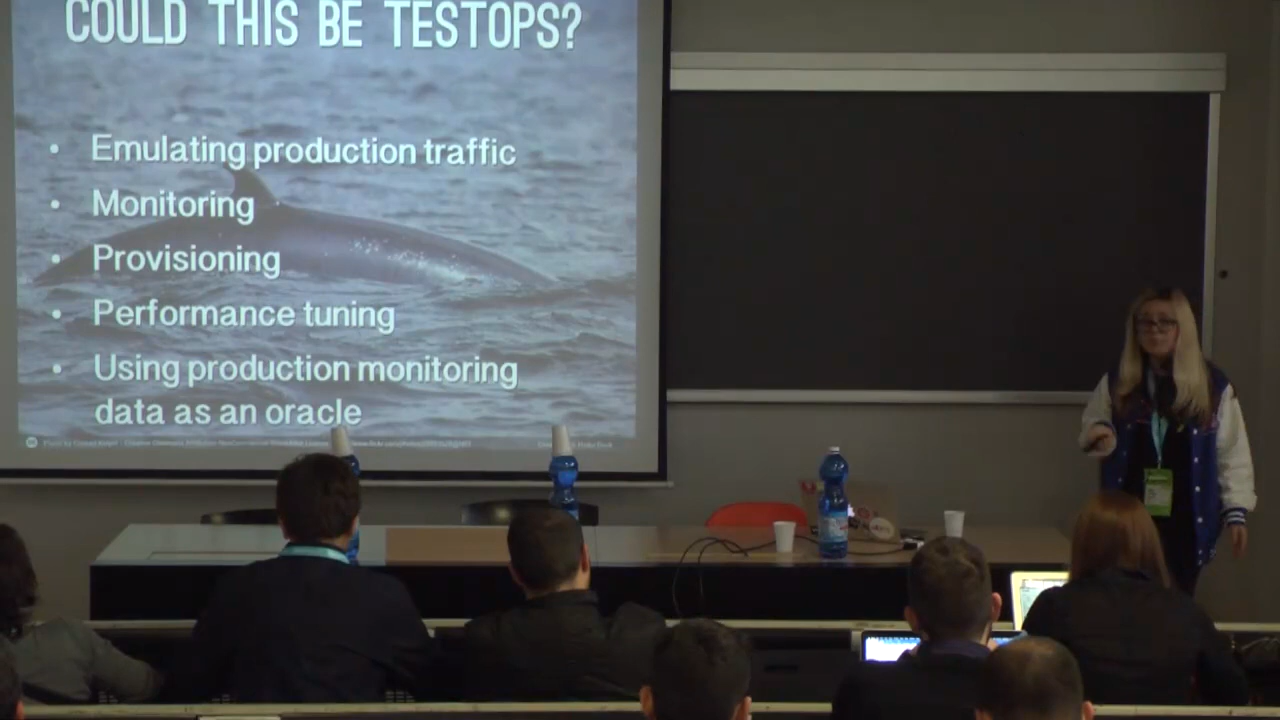 COULD THIS BE TESTOPS?
• Emulating production traffic
• Monitoring
• Provisioning
• Performance tuning
• Using production monitoring
data as an oracle